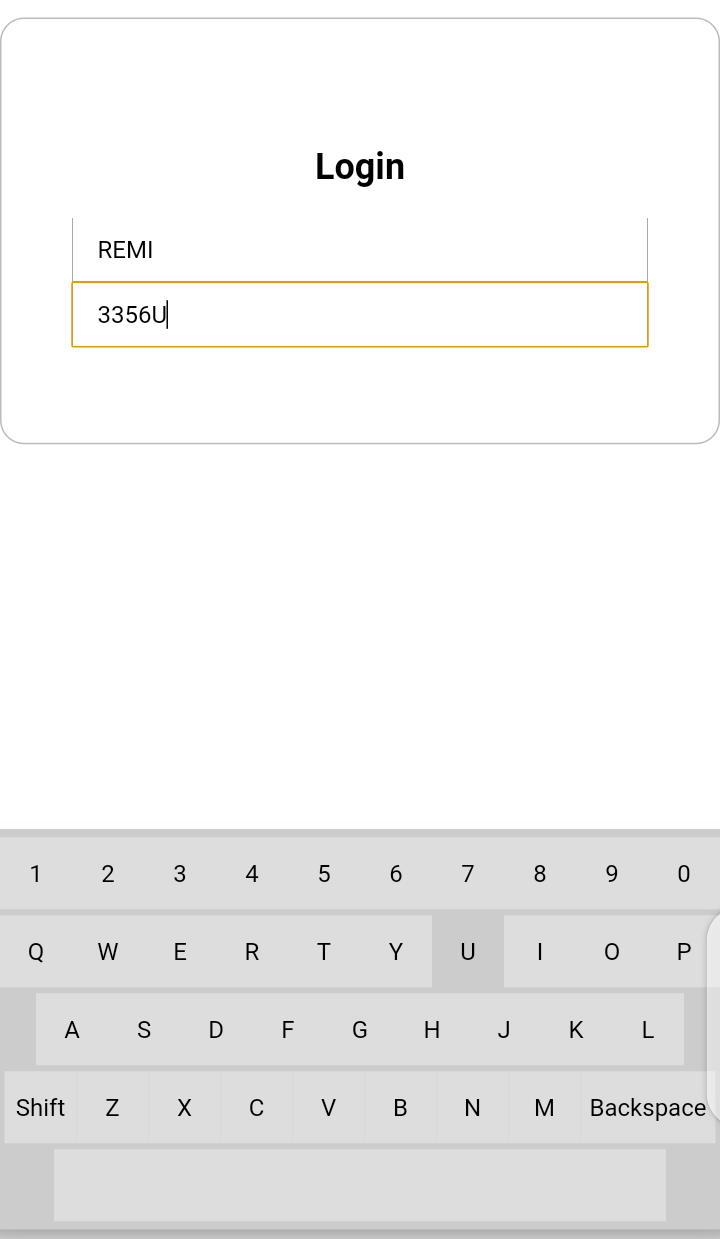 Login
REMI
3356U
1 2 3 4 5 6 7 8 9 0
Q W E R T Y U I O P
A S D F G H J K L
Shift Z X C V B N M Backspace